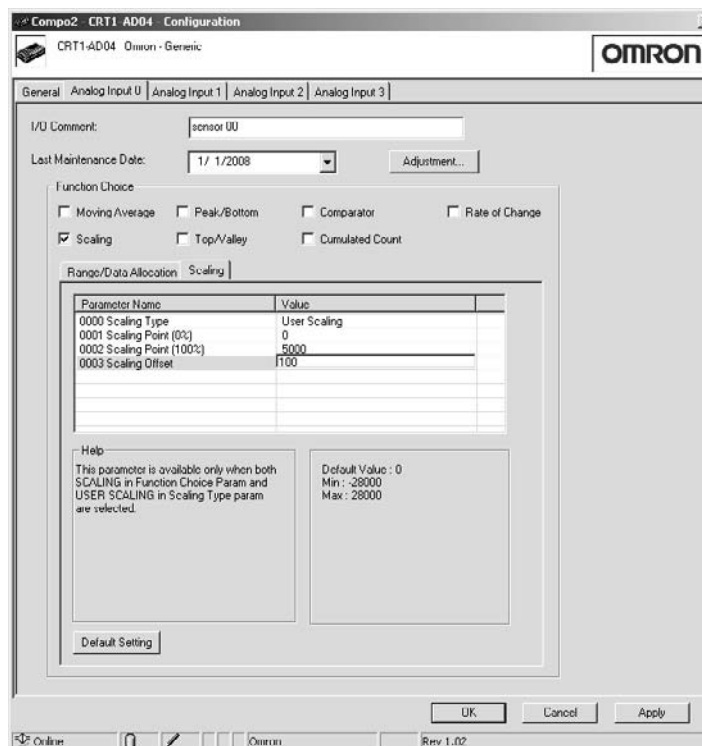 Compo2 - CRT1-AD04 - Configuration
CRT1-AD04 Omron - Generic
OMRON
General Analog Input 0 Analog Input 1 Analog Input 2 Analog Input 3
I/O Comment: sensor 00
Last Maintenance Date: 1/ 1/2008 Adjustment...
Function Choice
Moving Average Peak/Bottom Comparator Rate of Change
Scaling Top/Valley Cumulated Count
Range/Data Allocation Scaling
Parameter Name Value
0000 Scaling Type User Scaling
0001 Scaling Point (0%) 0
0002 Scaling Point (100%) 5000
0003 Scaling Offset 100
Help
This parameter is available only when both
SCALING in Function Choice Param and
USER SCALING in Scaling Type param
are selected.
Default Value : 0
Min : -28000
Max : 28000
Default Setting
OK Cancel Apply
Online Omron Rev 1.02